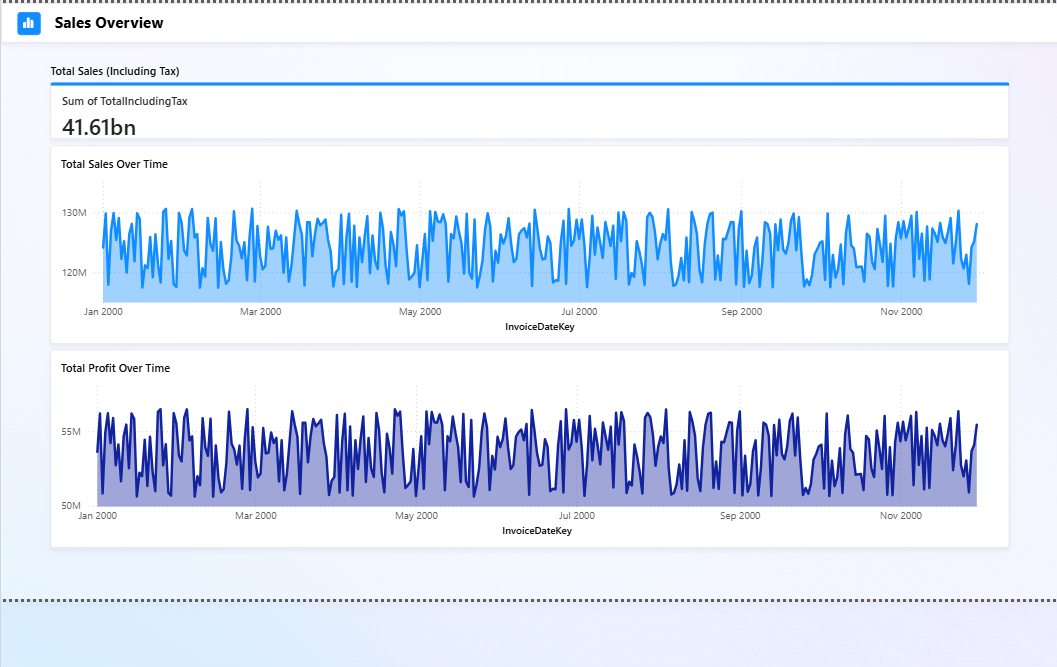 Sales Overview
Total Sales (Including Tax)
Sum of TotalIncludingTax
41.61bn
Total Sales Over Time
130M
120M
Jan 2000 Mar 2000 May 2000 Jul 2000 Sep 2000 Nov 2000
InvoiceDateKey
Total Profit Over Time
55M
50M
Jan 2000 Mar 2000 May 2000 Jul 2000 Sep 2000 Nov 2000
InvoiceDateKey